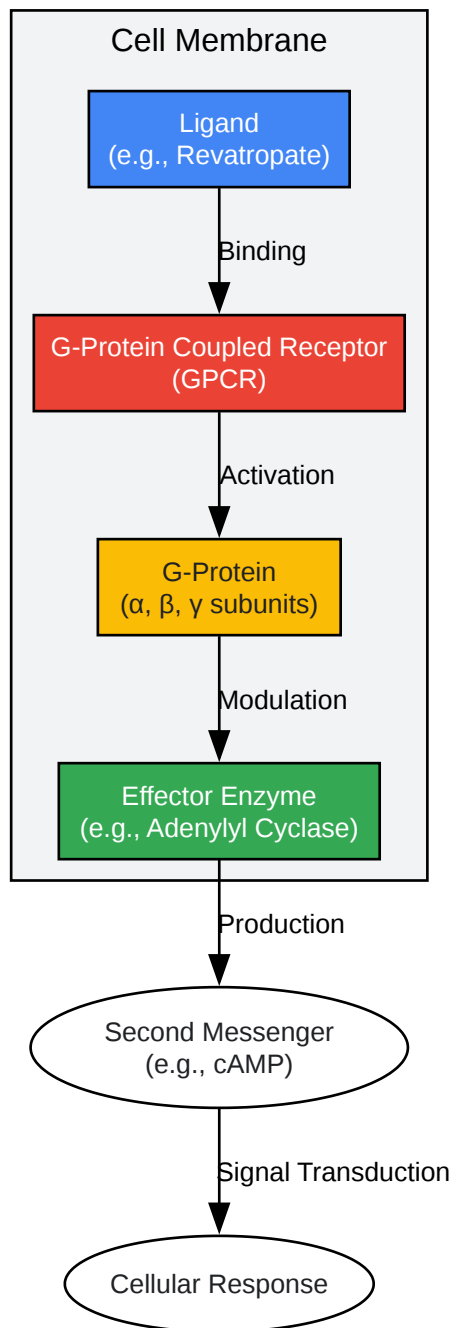 Cell Membrane
Ligand
(e.g., Revatropate)
Binding
G-Protein Coupled Receptor
(GPCR)
Activation
G-Protein
(α, β, γ subunits)
Modulation
Effector Enzyme
(e.g., Adenylyl Cyclase)
Production
Second Messenger
(e.g., cAMP)
Signal Transduction
Cellular Response